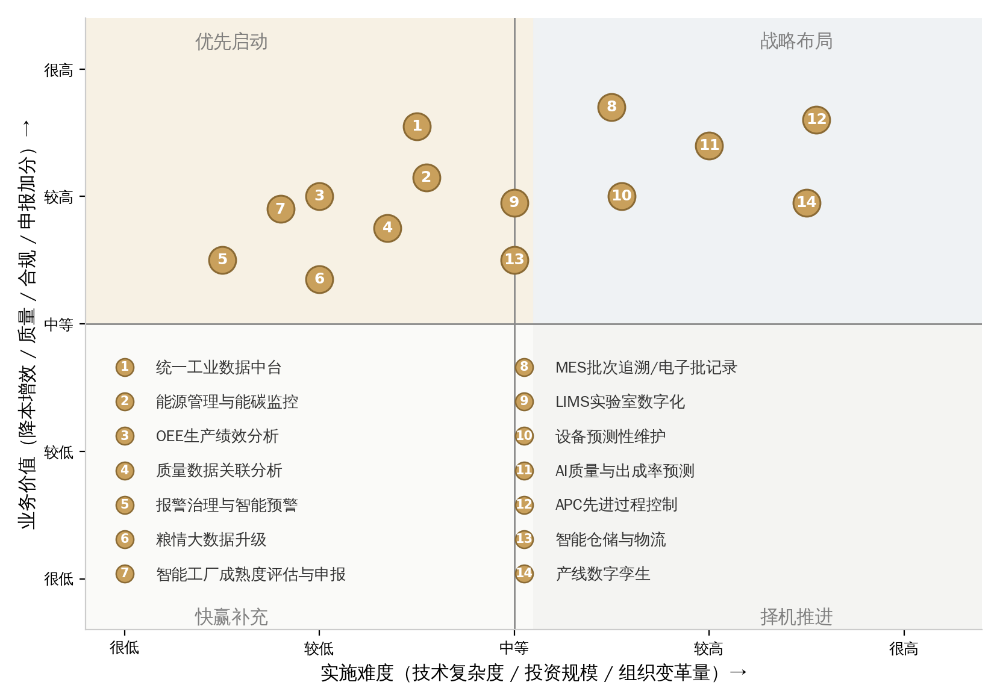 优先启动
战略布局
业务价值（降本增效 / 质量 / 合规 / 申报加分）→
很高
较高
中等
较低
很低
8
12
1
11
2
3
10
9
14
7
4
5
13
6
1 统一工业数据中台
2 能源管理与能碳监控
3 OEE生产绩效分析
4 质量数据关联分析
5 报警治理与智能预警
6 粮情大数据升级
7 智能工厂成熟度评估与申报
8 MES批次追溯/电子批记录
9 LIMS实验室数字化
10 设备预测性维护
11 AI质量与出成率预测
12 APC先进过程控制
13 智能仓储与物流
14 产线数字孪生
快赢补充
择机推进
很低
较低
中等
较高
很高
实施难度（技术复杂度 / 投资规模 / 组织变革量）→